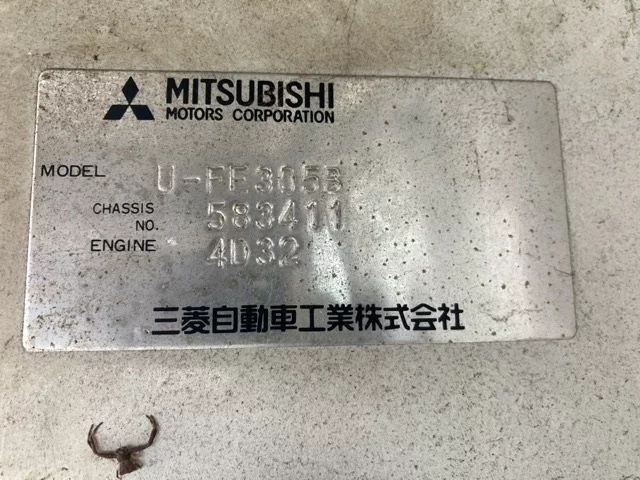 MITSUBISHI
MOTORS CORPORATION
MODEL U-FE305B
CHASSIS NO. 583411
ENGINE 4D32
三菱自動車工業株式会社